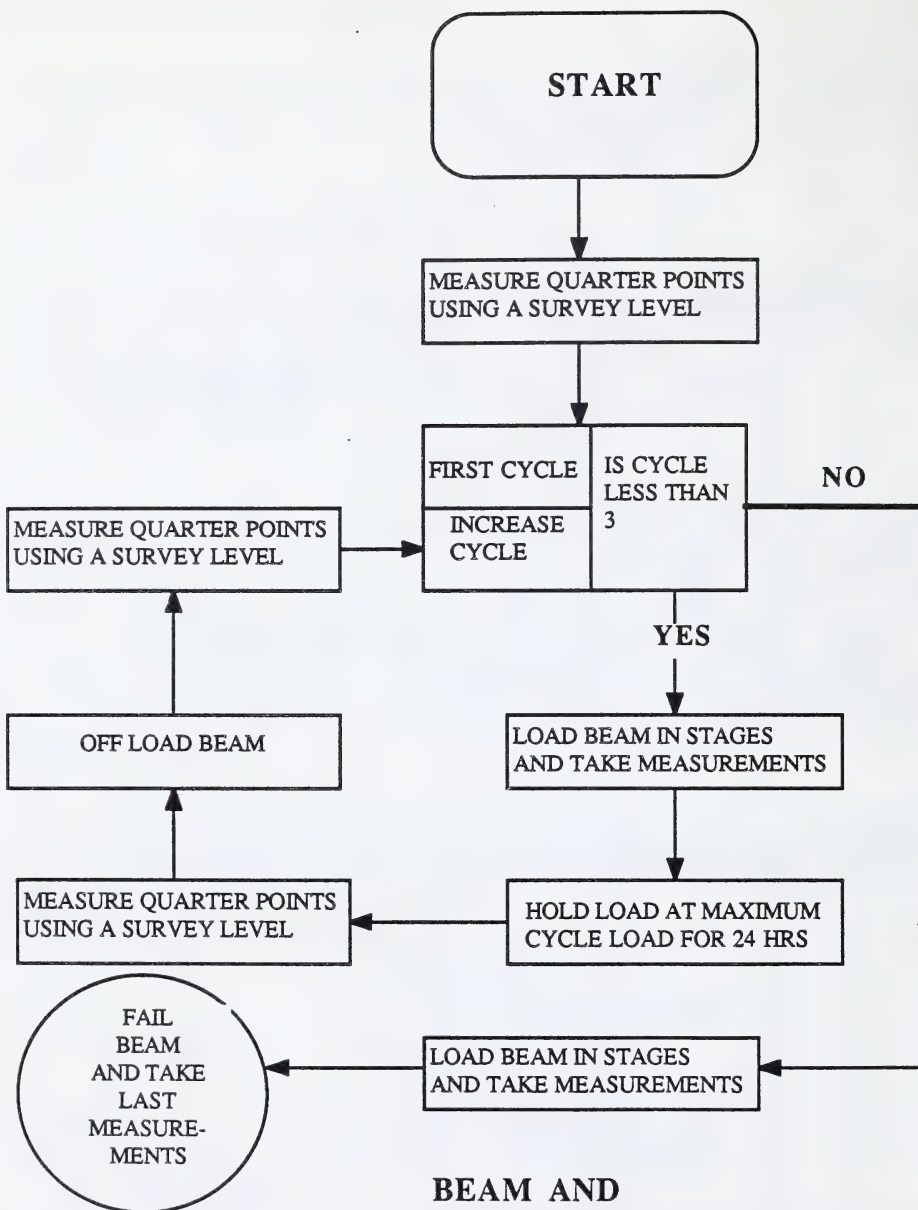 START
MEASURE QUARTER POINTS
USING A SURVEY LEVEL
FIRST CYCLE
INCREASE
CYCLE
IS CYCLE
LESS THAN
3
NO
YES
LOAD BEAM IN STAGES
AND TAKE MEASUREMENTS
HOLD LOAD AT MAXIMUM
CYCLE LOAD FOR 24 HRS
MEASURE QUARTER POINTS
USING A SURVEY LEVEL
OFF LOAD BEAM
MEASURE QUARTER POINTS
USING A SURVEY LEVEL
LOAD BEAM IN STAGES
AND TAKE MEASUREMENTS
FAIL
BEAM
AND TAKE
LAST
MEASURE-
MENTS
BEAM AND